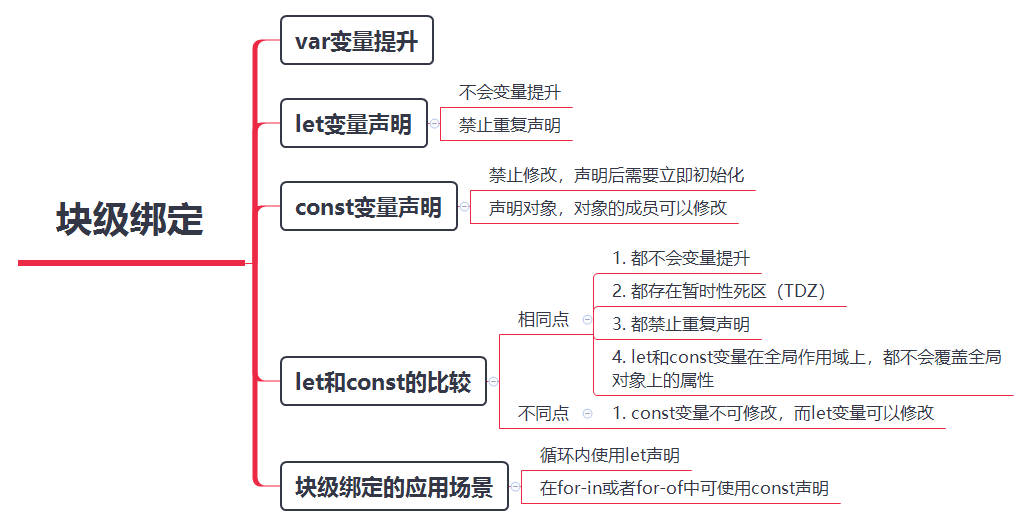 块级绑定
var变量提升
let变量声明
不会变量提升
禁止重复声明
const变量声明
禁止修改，声明后需要立即初始化
声明对象，对象的成员可以修改
let和const的比较
相同点
1. 都不会变量提升
2. 都存在暂时性死区（TDZ）
3. 都禁止重复声明
4. let和const变量在全局作用域上，都不会覆盖全局
对象上的属性
不同点
1. const变量不可修改，而let变量可以修改
块级绑定的应用场景
循环内使用let声明
在for-in或者for-of中可使用const声明